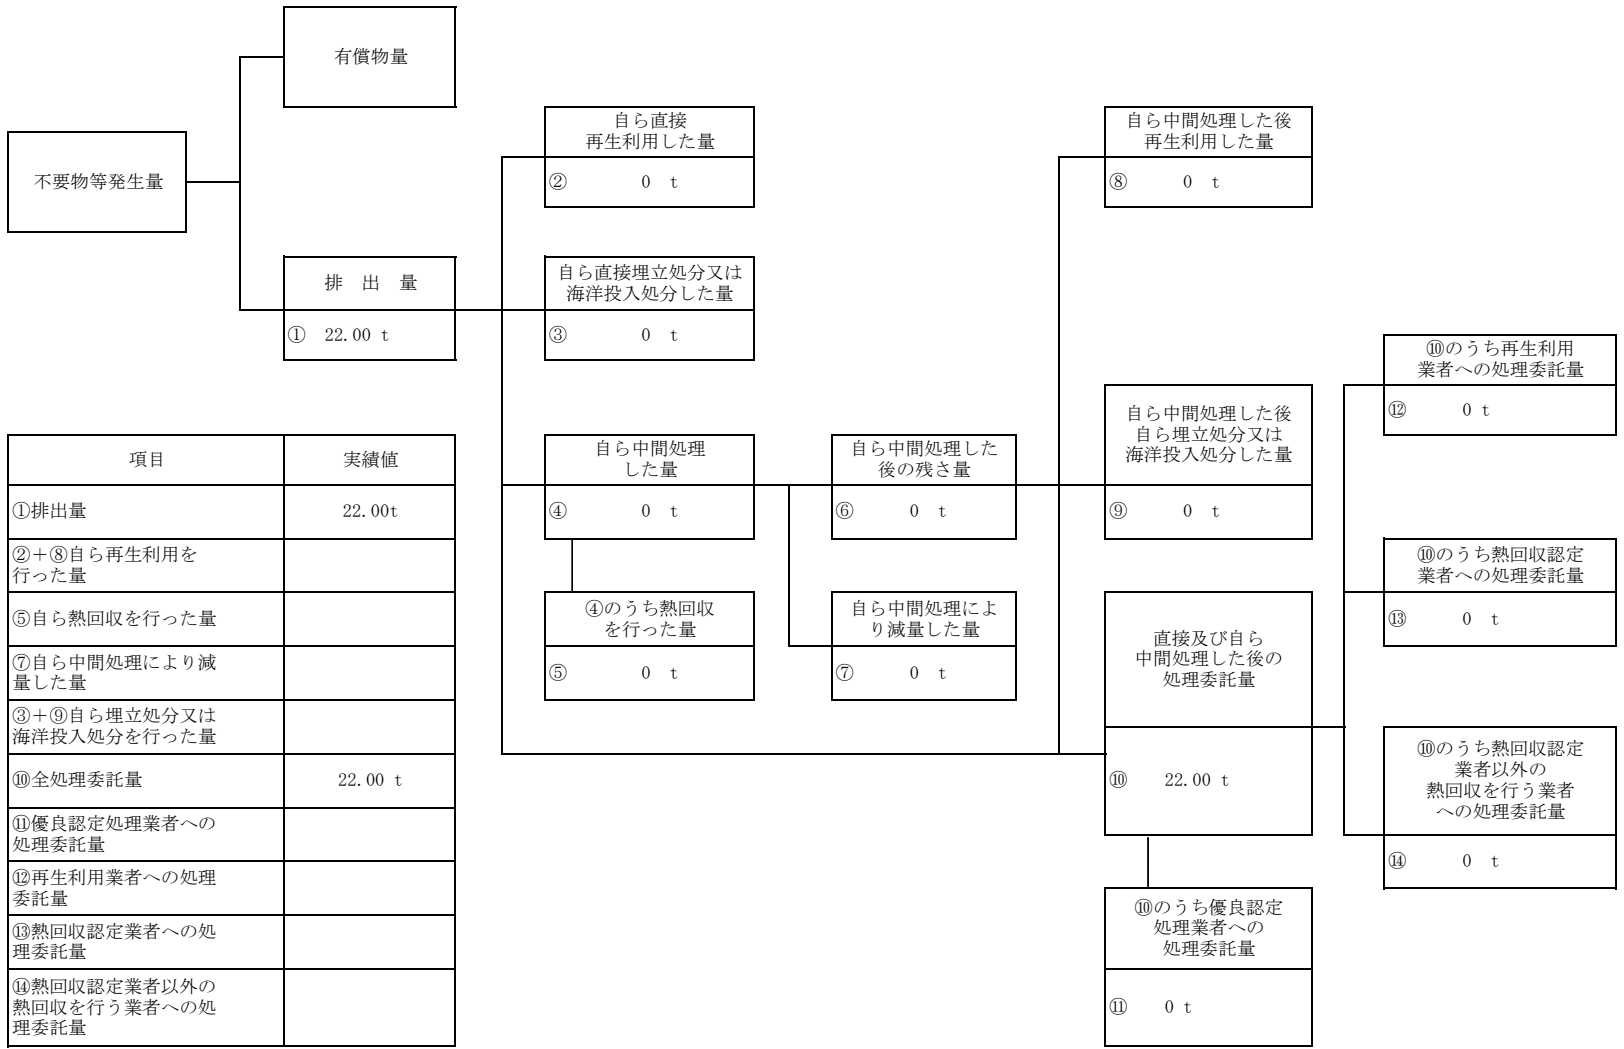 有償物量
不要物等発生量
排 出 量
① 22.00 t
自ら直接
再生利用した量
② 0 t
自ら直接埋立処分又は
海洋投入処分した量
③ 0 t
自ら中間処理
した量
④ 0 t
④のうち熱回収
を行った量
⑤ 0 t
自ら中間処理した
後の残さ量
⑥ 0 t
自ら中間処理によ
り減量した量
⑦ 0 t
自ら中間処理した後
再生利用した量
⑧ 0 t
自ら中間処理した後
自ら埋立処分又は
海洋投入処分した量
⑨ 0 t
直接及び自ら
中間処理した後の
処理委託量
⑩ 22.00 t
⑩のうち優良認定
処理業者への
処理委託量
⑪ 0 t
⑩のうち再生利用
業者への処理委託量
⑫ 0 t
⑩のうち熱回収認定
業者への処理委託量
⑬ 0 t
⑩のうち熱回収認定
業者以外の
熱回収を行う業者
への処理委託量
⑭ 0 t
項目 実績値
①排出量 22.00t
②＋⑧自ら再生利用を
行った量
⑤自ら熱回収を行った量
⑦自ら中間処理により減
量した量
③＋⑨自ら埋立処分又は
海洋投入処分を行った量
⑩全処理委託量 22.00 t
⑪優良認定処理業者への
処理委託量
⑫再生利用業者への処理
委託量
⑬熱回収認定業者への処
理委託量
⑭熱回収認定業者以外の
熱回収を行う業者への処
理委託量